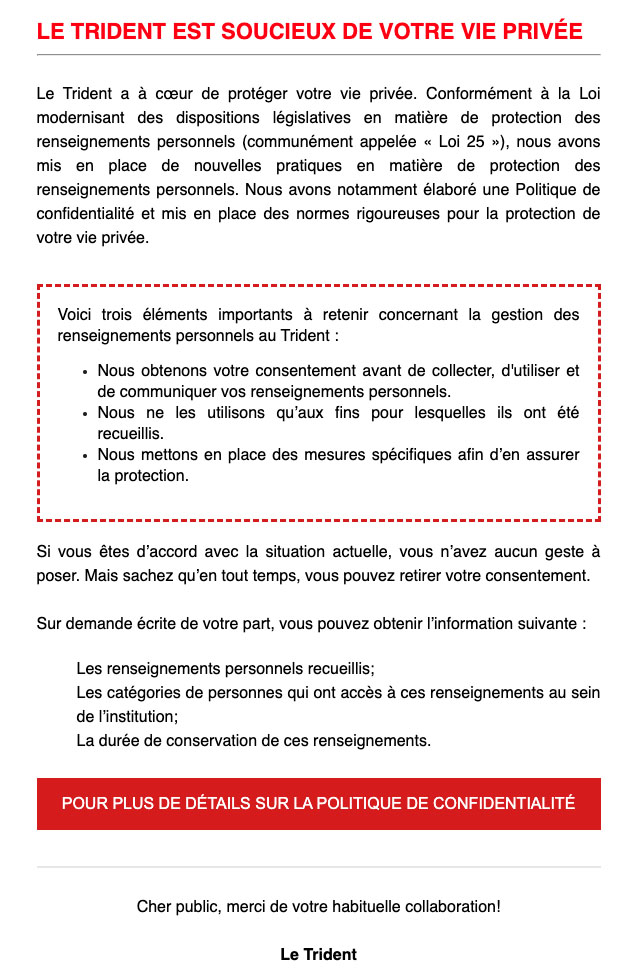 LE TRIDENT EST SOUCIEUX DE VOTRE VIE PRIVÉE
Le Trident a à cœur de protéger votre vie privée. Conformément à la Loi
modernisant des dispositions législatives en matière de protection des
renseignements personnels (communément appelée « Loi 25 »), nous avons
mis en place de nouvelles pratiques en matière de protection des
renseignements personnels. Nous avons notamment élaboré une Politique de
confidentialité et mis en place des normes rigoureuses pour la protection de
votre vie privée.
Voici trois éléments importants à retenir concernant la gestion des
renseignements personnels au Trident :
• Nous obtenons votre consentement avant de collecter, d'utiliser et
de communiquer vos renseignements personnels.
• Nous ne les utilisons qu’aux fins pour lesquelles ils ont été
recueillis.
• Nous mettons en place des mesures spécifiques afin d’en assurer
la protection.
Si vous êtes d’accord avec la situation actuelle, vous n’avez aucun geste à
poser. Mais sachez qu’en tout temps, vous pouvez retirer votre consentement.
Sur demande écrite de votre part, vous pouvez obtenir l’information suivante :
Les renseignements personnels recueillis;
Les catégories de personnes qui ont accès à ces renseignements au sein
de l’institution;
La durée de conservation de ces renseignements.
POUR PLUS DE DÉTAILS SUR LA POLITIQUE DE CONFIDENTIALITÉ
Cher public, merci de votre habituelle collaboration!
Le Trident